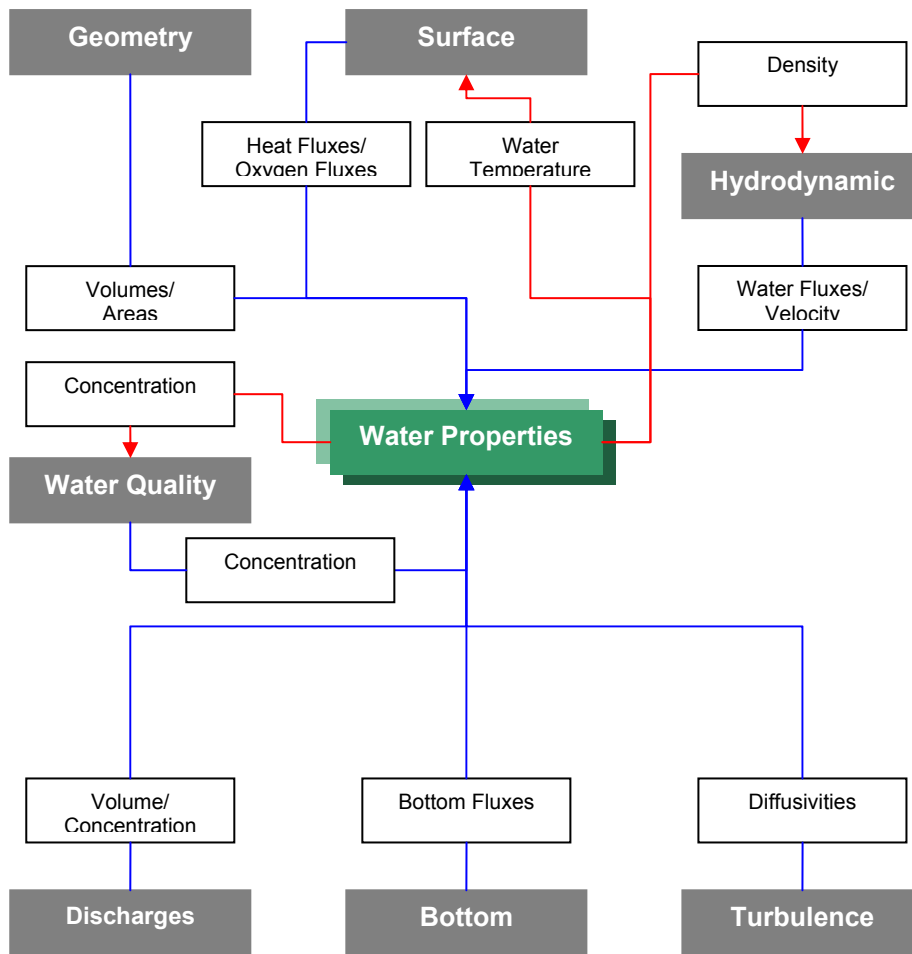 Geometry
Surface
Density
Heat Fluxes/
Oxygen Fluxes
Water
Temperature
Hydrodynamic
Volumes/
Areas
Water Fluxes/
Velocity
Concentration
Water Properties
Water Quality
Concentration
Volume/
Concentration
Bottom Fluxes
Diffusivities
Discharges
Bottom
Turbulence